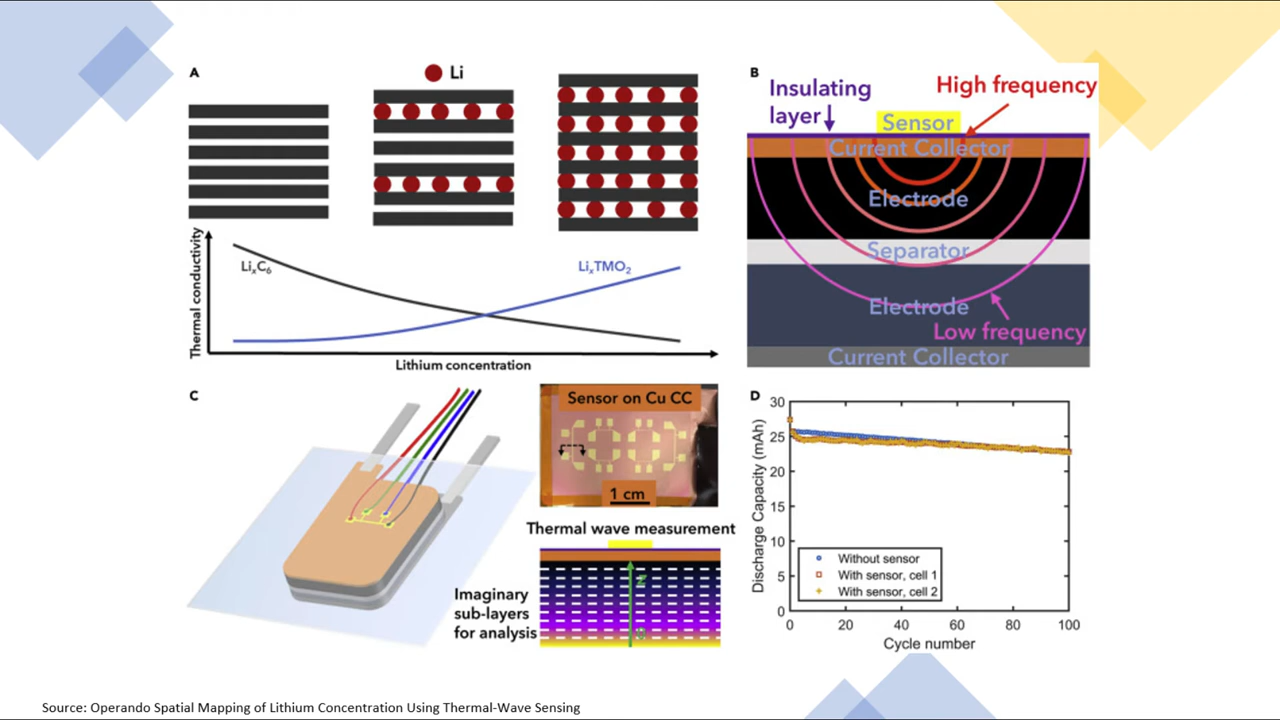 A
Li
Thermal conductivity
LiₓC₆
LiₓTMO₂
Lithium concentration
B
Insulating
layer
High frequency
Sensor
Current Collector
Electrode
Separator
Electrode
Low frequency
Current Collector
C
Sensor on Cu CC
1 cm
Thermal wave measurement
Imaginary
sub-layers
for analysis
z
0
D
Discharge Capacity (mAh)
30
25
20
15
10
5
0
Without sensor
With sensor, cell 1
With sensor, cell 2
0 20 40 60 80 100
Cycle number
Source: Operando Spatial Mapping of Lithium Concentration Using Thermal-Wave Sensing